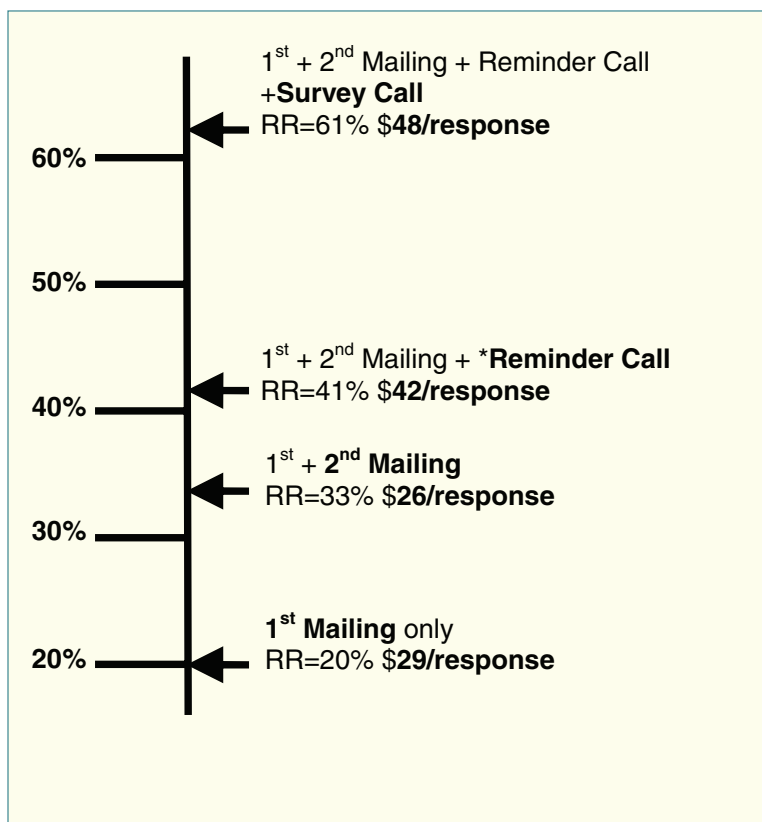 1st + 2nd Mailing + Reminder Call
+Survey Call
RR=61% $48/response
60%
50%
1st + 2nd Mailing + *Reminder Call
RR=41% $42/response
40%
1st + 2nd Mailing
RR=33% $26/response
30%
1st Mailing only
RR=20% $29/response
20%